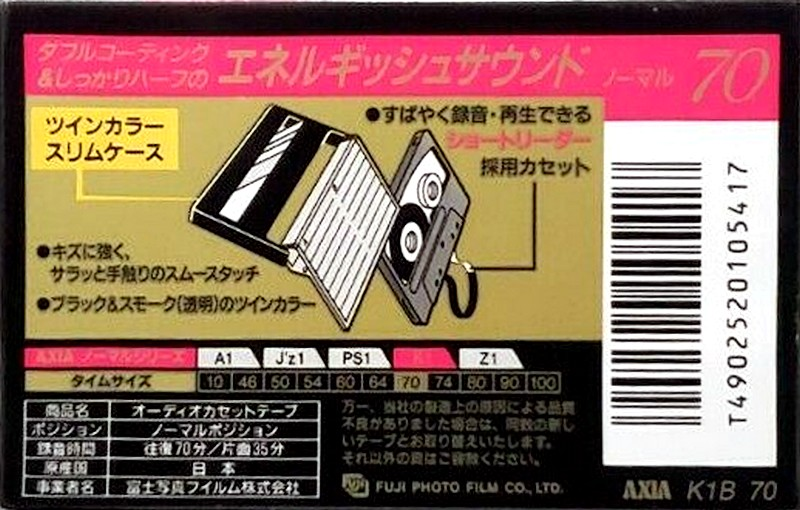 ダブルコーティング
&しっかりハーフの
エネルギッシュサウンド ノーマル 70
ツインカラー
スリムケース
●すばやく録音・再生できる
ショートリーダー
採用カセット
●キズに強く、
サラッと手触りのスムースタッチ
●ブラック&スモーク(透明)のツインカラー
AXIA ノーマルシリーズ A1 J'z1 PS1 K1 Z1
タイムサイズ 10 46 50 54 60 64 70 74 80 90 100
商品名 オーディオカセットテープ
ポジション ノーマルポジション
録音時間 往復70分/片面35分
原産国 日本
事業者名 富士写真フイルム株式会社
万一、当社の製造上の原因による品質
不良がありました場合は、同数の新し
いテープとお取り替えいたします。
それ以外の責はご容赦ください。
FUJI PHOTO FILM CO., LTD.
T4902520105417
AXIA K1B 70